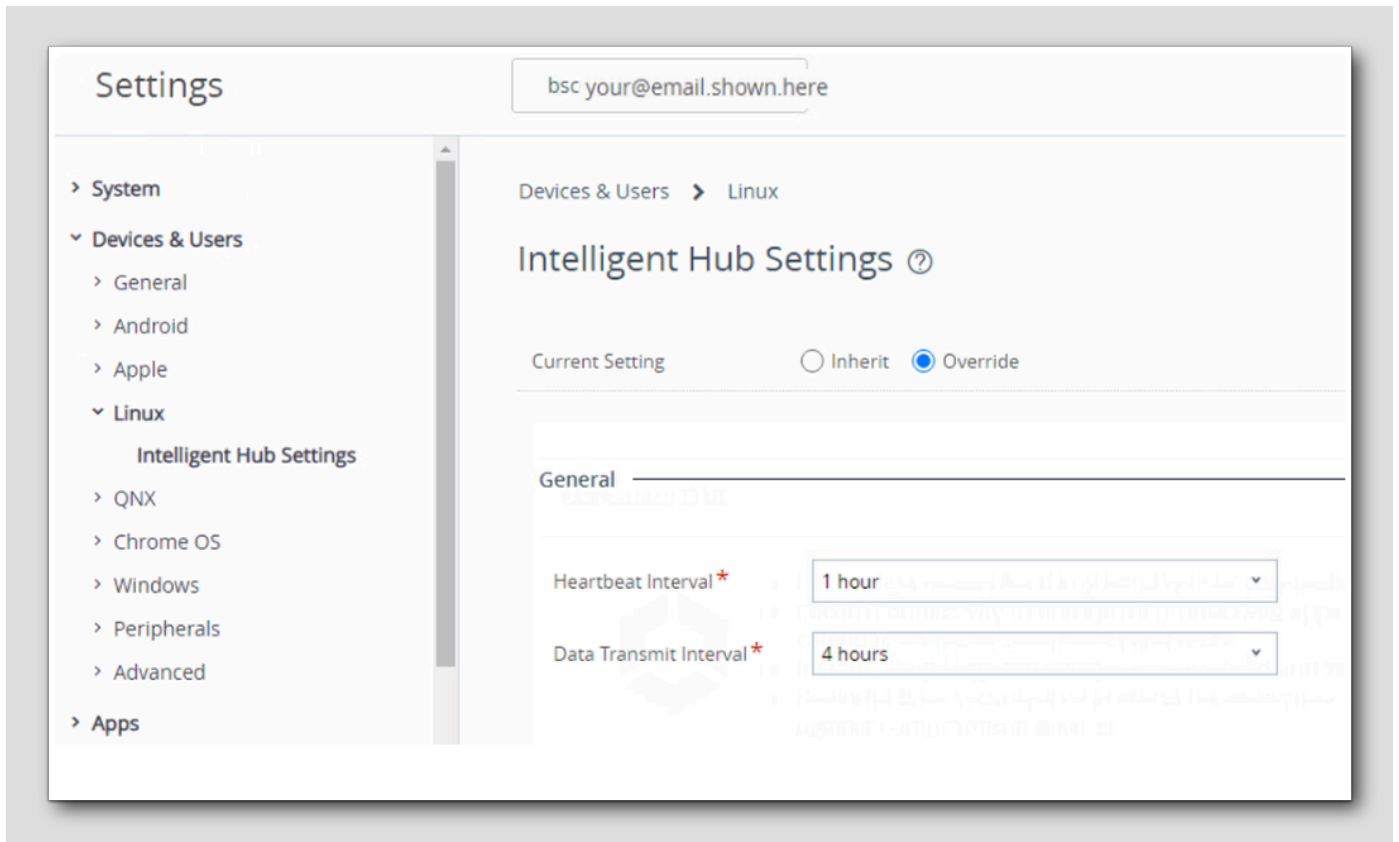 Settings
bsc your@email.shown.here
System
Devices & Users
General
Android
Apple
Linux
Intelligent Hub Settings
QNX
Chrome OS
Windows
Peripherals
Advanced
Apps
Devices & Users > Linux
Intelligent Hub Settings ?
Current Setting Inherit Override
General
Heartbeat Interval * 1 hour
Data Transmit Interval * 4 hours